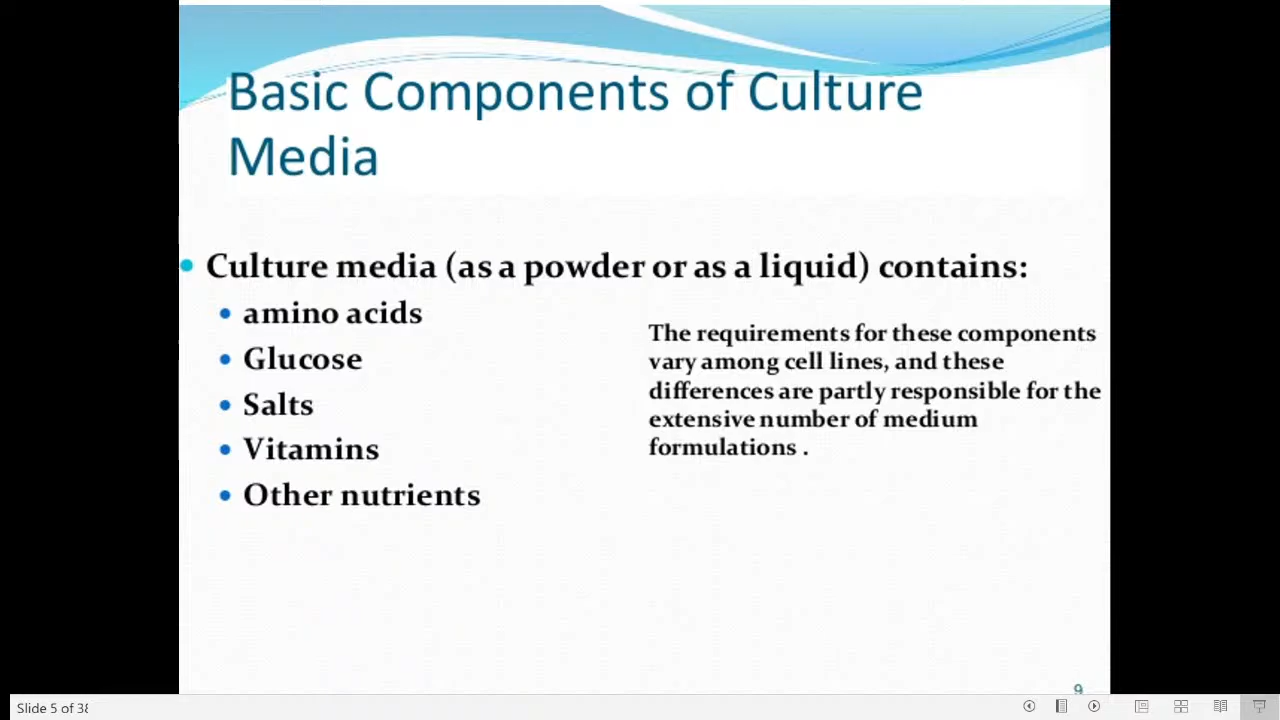 Basic Components of Culture
Media
• Culture media (as a powder or as a liquid) contains:
• amino acids
• Glucose
• Salts
• Vitamins
• Other nutrients
The requirements for these components
vary among cell lines, and these
differences are partly responsible for the
extensive number of medium
formulations .
9
Slide 5 of 38